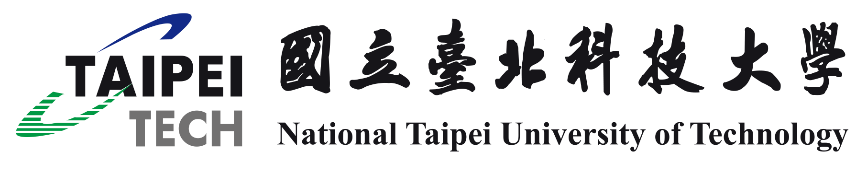 TAIPEI
TECH
國立臺北科技大學
National Taipei University of Technology